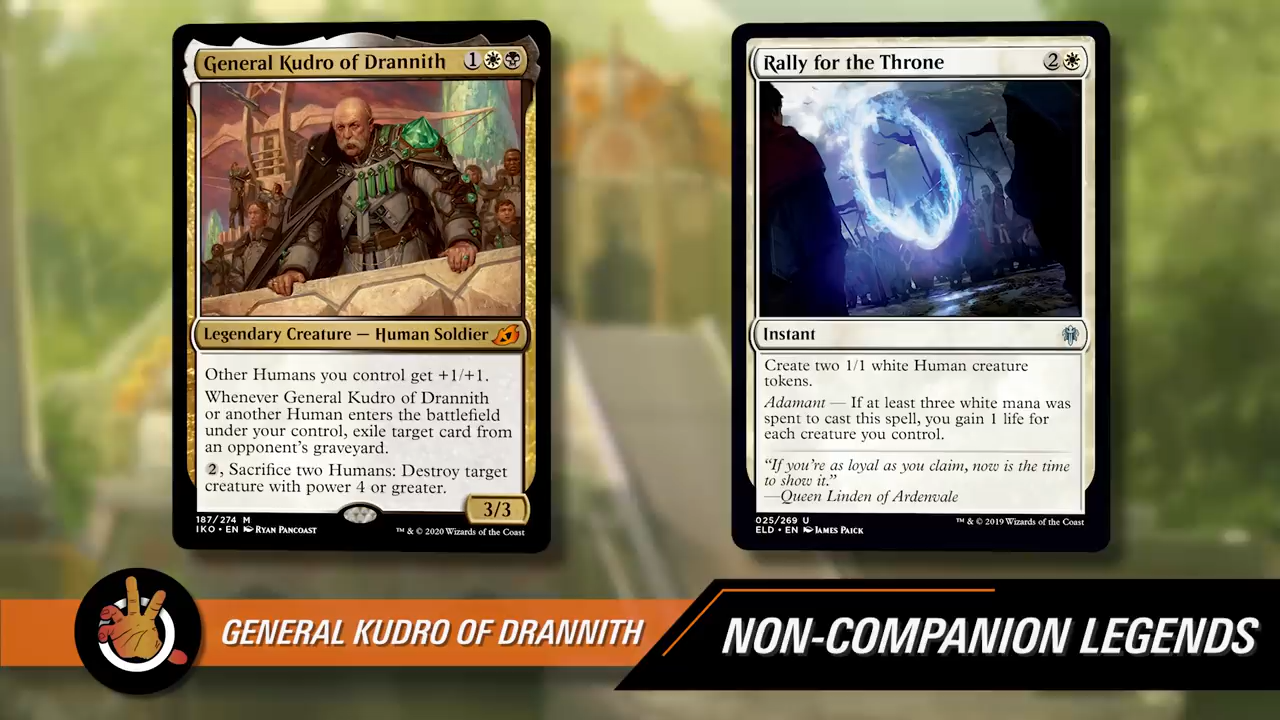 General Kudro of Drannith 1
Legendary Creature — Human Soldier
Other Humans you control get +1/+1.
Whenever General Kudro of Drannith
or another Human enters the battlefield
under your control, exile target card from
an opponent's graveyard.
2, Sacrifice two Humans: Destroy target
creature with power 4 or greater.
3/3
187/274 M
IKO • EN Ryan Pancoast
™ & © 2020 Wizards of the Coast
Rally for the Throne 2
Instant
Create two 1/1 white Human creature
tokens.
Adamant — If at least three white mana was
spent to cast this spell, you gain 1 life for
each creature you control.
"If you're as loyal as you claim, now is the time
to show it."
—Queen Linden of Ardenvale
025/269 U
ELD • EN James Paick
™ & © 2019 Wizards of the Coast
GENERAL KUDRO OF DRANNITH
NON-COMPANION LEGENDS